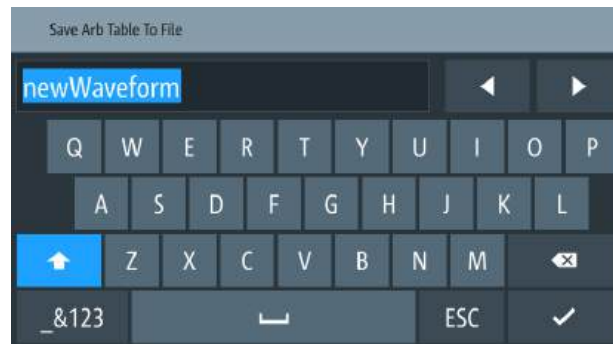 Save Arb Table To File
newWaveform
Q W E R T Y U I O P
A S D F G H J K L
Z X C V B N M
_&123 ESC